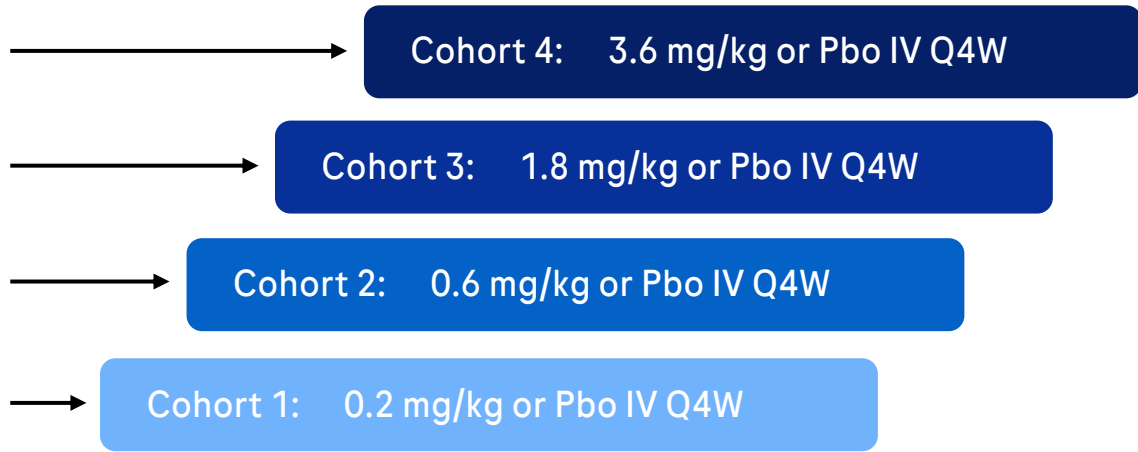 Cohort 4: 3.6 mg/kg or Pbo IV Q4W
Cohort 3: 1.8 mg/kg or Pbo IV Q4W
Cohort 2: 0.6 mg/kg or Pbo IV Q4W
Cohort 1: 0.2 mg/kg or Pbo IV Q4W